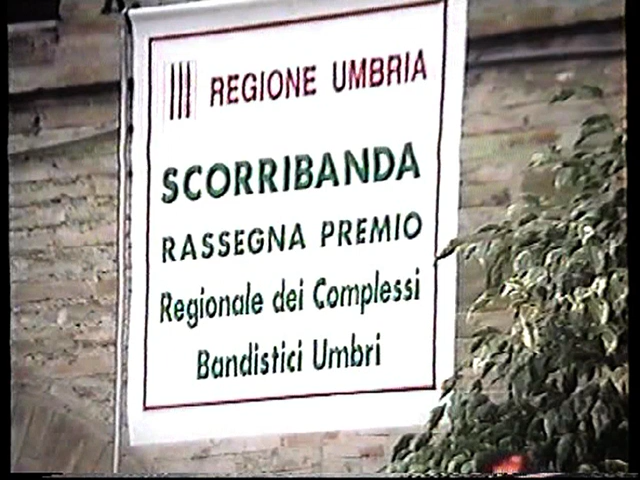 REGIONE UMBRIA
SCORRIBANDA
RASSEGNA PREMIO
Regionale dei Complessi
Bandistici Umbri